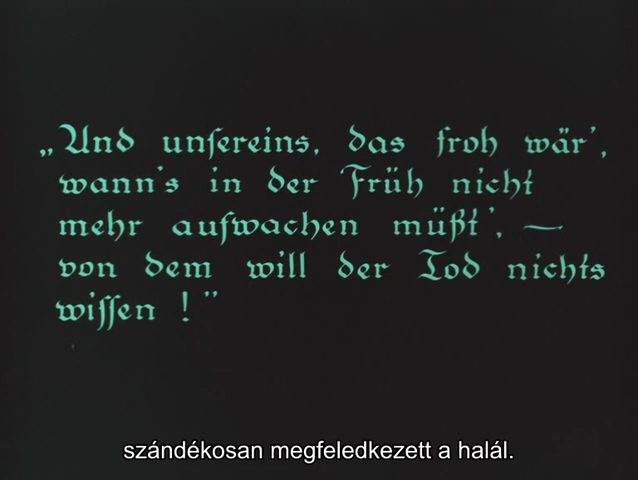 „Und unsereins, das froh wär',
wann's in der Früh nicht
mehr aufwachen müßt', —
von dem will der Tod nichts
wissen!”
szándékosan megfeledkezett a halál.